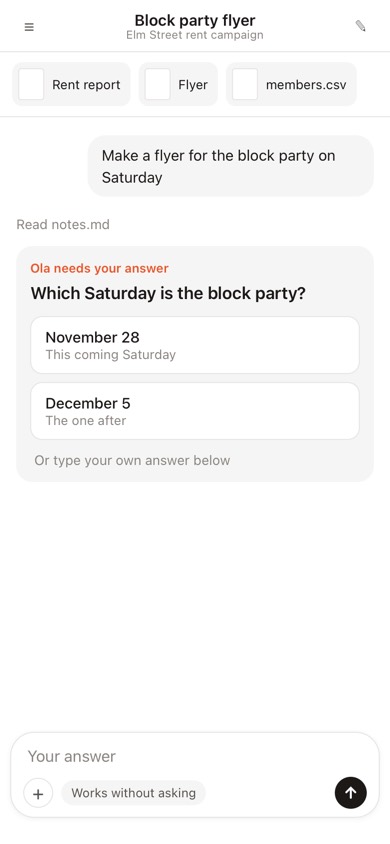 Block party flyer
Elm Street rent campaign
Rent report
Flyer
members.csv
Make a flyer for the block party on
Saturday
Read notes.md
Ola needs your answer
Which Saturday is the block party?
November 28
This coming Saturday
December 5
The one after
Or type your own answer below
Your answer
Works without asking